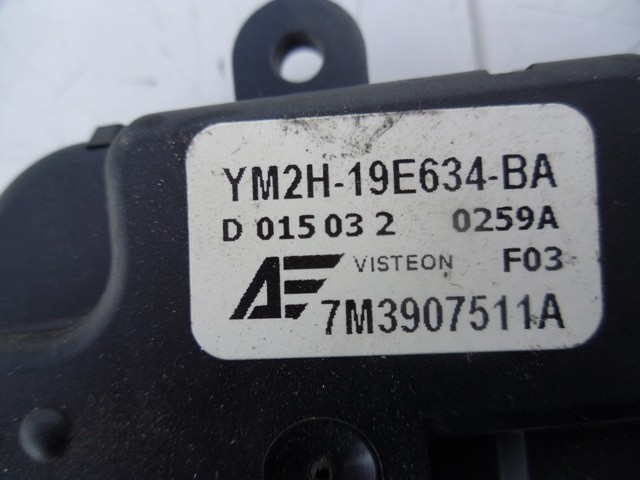 YM2H-19E634-BA
D 015 03 2 0259A
AF VISTEON F03
7M3907511A